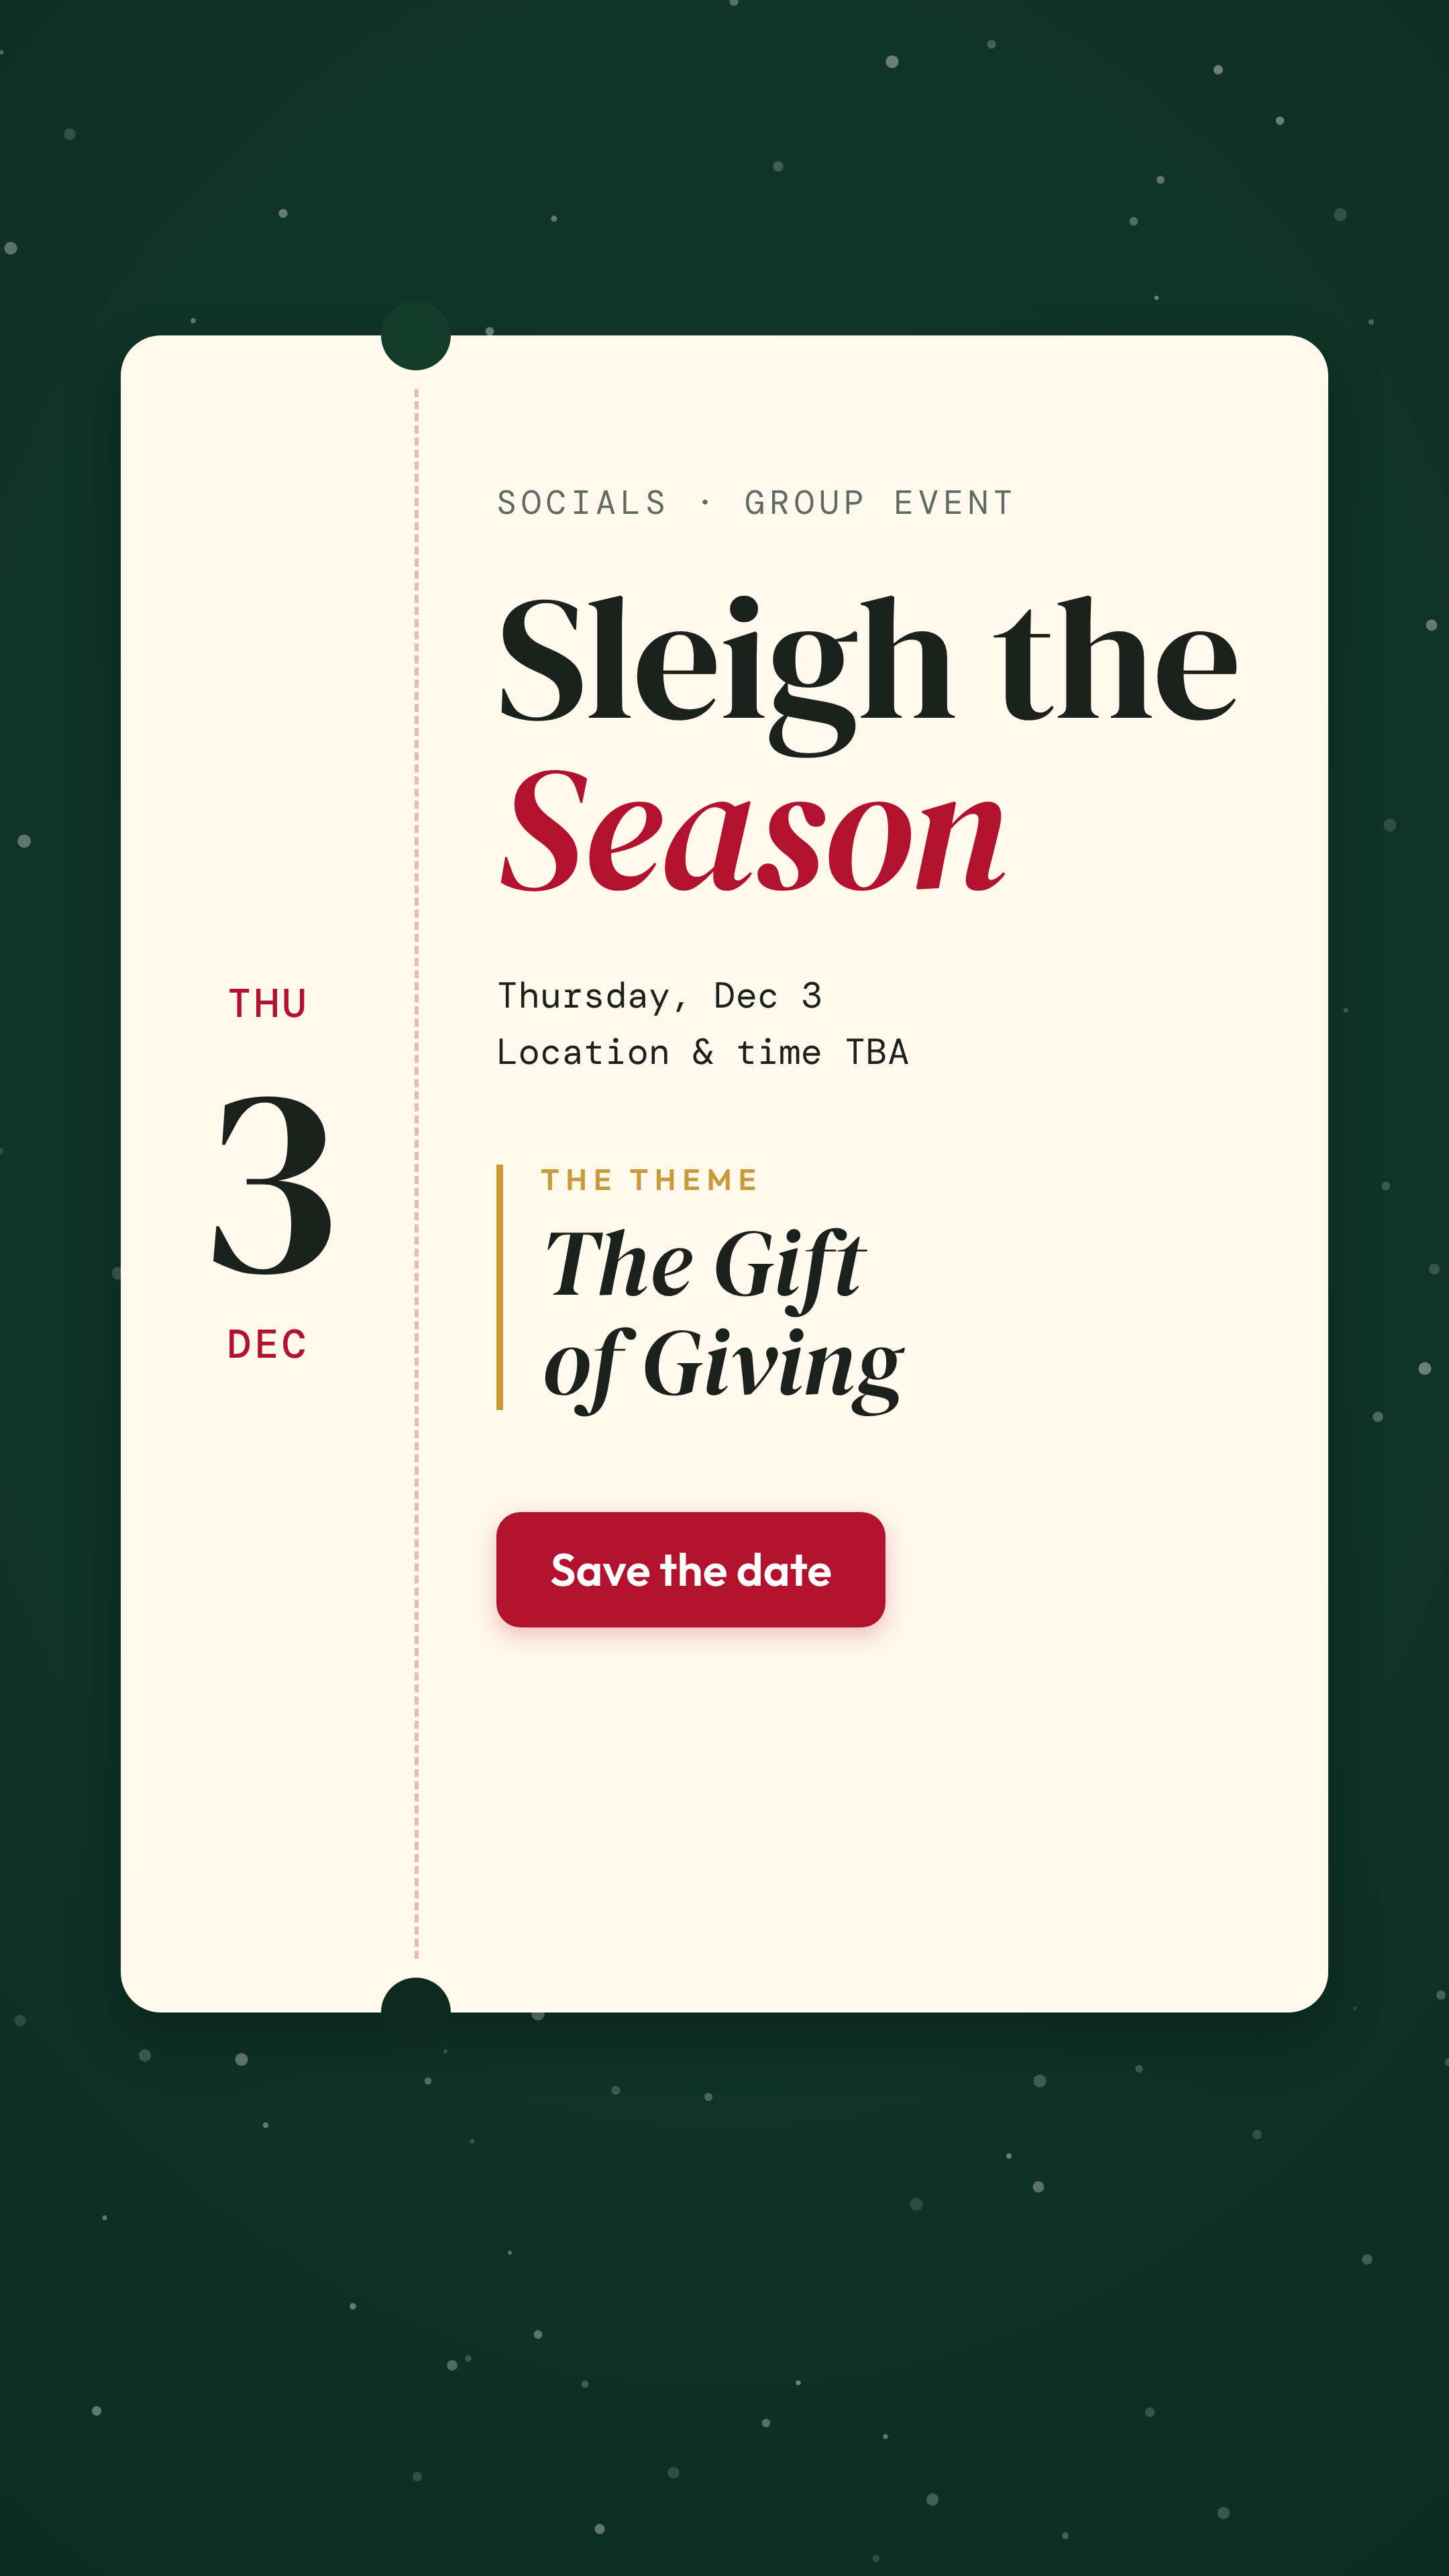 THU
3
DEC
SOCIALS · GROUP EVENT
Sleigh the
Season
Thursday, Dec 3
Location & time TBA
THE THEME
The Gift
of Giving
Save the date